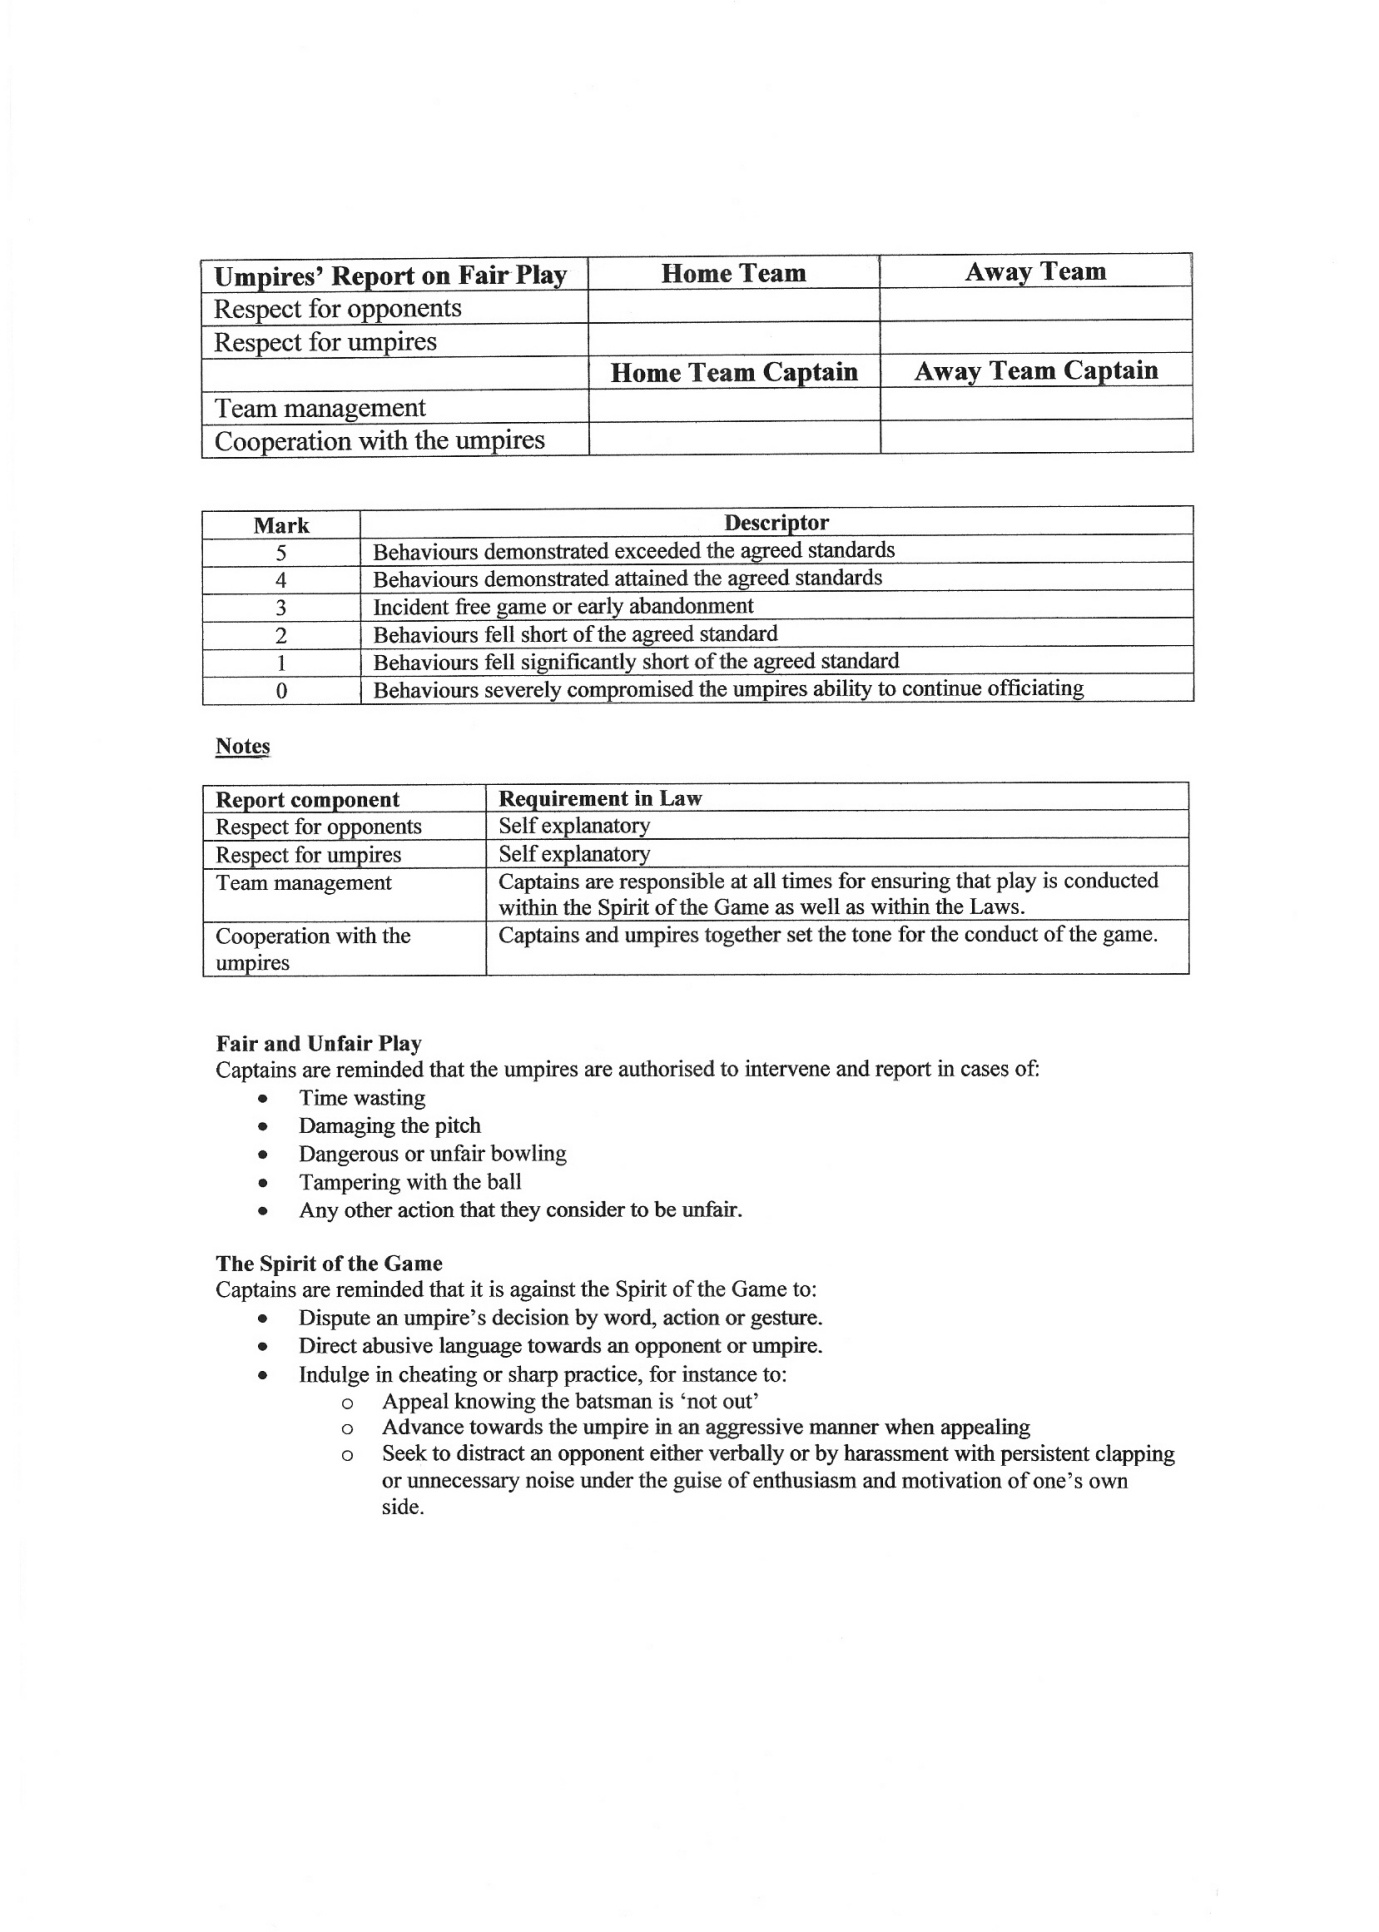 Umpires’ Report on Fair Play Home Team Away Team
Respect for opponents
Respect for umpires
Home Team Captain Away Team Captain
Team management
Cooperation with the umpires
Mark Descriptor
5 Behaviours demonstrated exceeded the agreed standards
4 Behaviours demonstrated attained the agreed standards
3 Incident free game or early abandonment
2 Behaviours fell short of the agreed standard
1 Behaviours fell significantly short of the agreed standard
0 Behaviours severely compromised the umpires ability to continue officiating
Notes
Report component Requirement in Law
Respect for opponents Self explanatory
Respect for umpires Self explanatory
Team management Captains are responsible at all times for ensuring that play is conducted
within the Spirit of the Game as well as within the Laws.
Cooperation with the Captains and umpires together set the tone for the conduct of the game.
umpires
Fair and Unfair Play
Captains are reminded that the umpires are authorised to intervene and report in cases of:
• Time wasting
• Damaging the pitch
• Dangerous or unfair bowling
• Tampering with the ball
• Any other action that they consider to be unfair.
The Spirit of the Game
Captains are reminded that it is against the Spirit of the Game to:
• Dispute an umpire’s decision by word, action or gesture.
• Direct abusive language towards an opponent or umpire.
• Indulge in cheating or sharp practice, for instance to:
o Appeal knowing the batsman is ‘not out’
o Advance towards the umpire in an aggressive manner when appealing
o Seek to distract an opponent either verbally or by harassment with persistent clapping
or unnecessary noise under the guise of enthusiasm and motivation of one’s own
side.